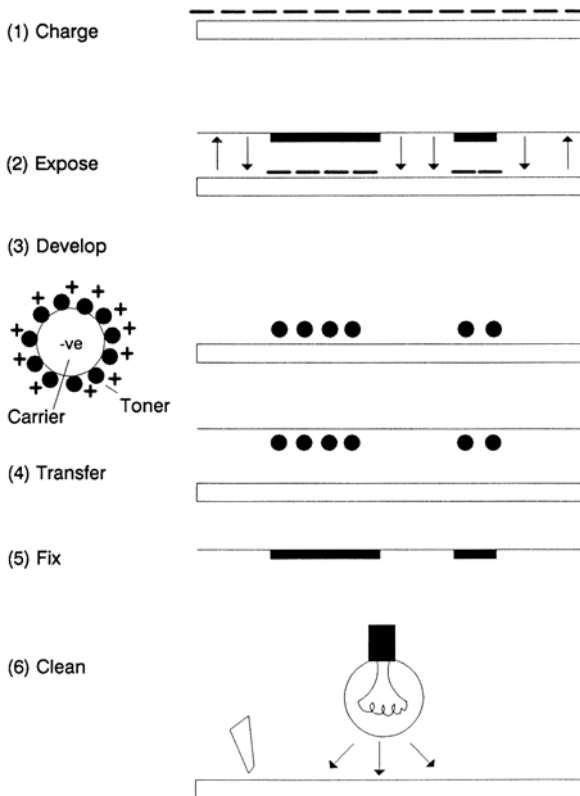 (1) Charge
(2) Expose
(3) Develop
-ve
Carrier
Toner
(4) Transfer
(5) Fix
(6) Clean